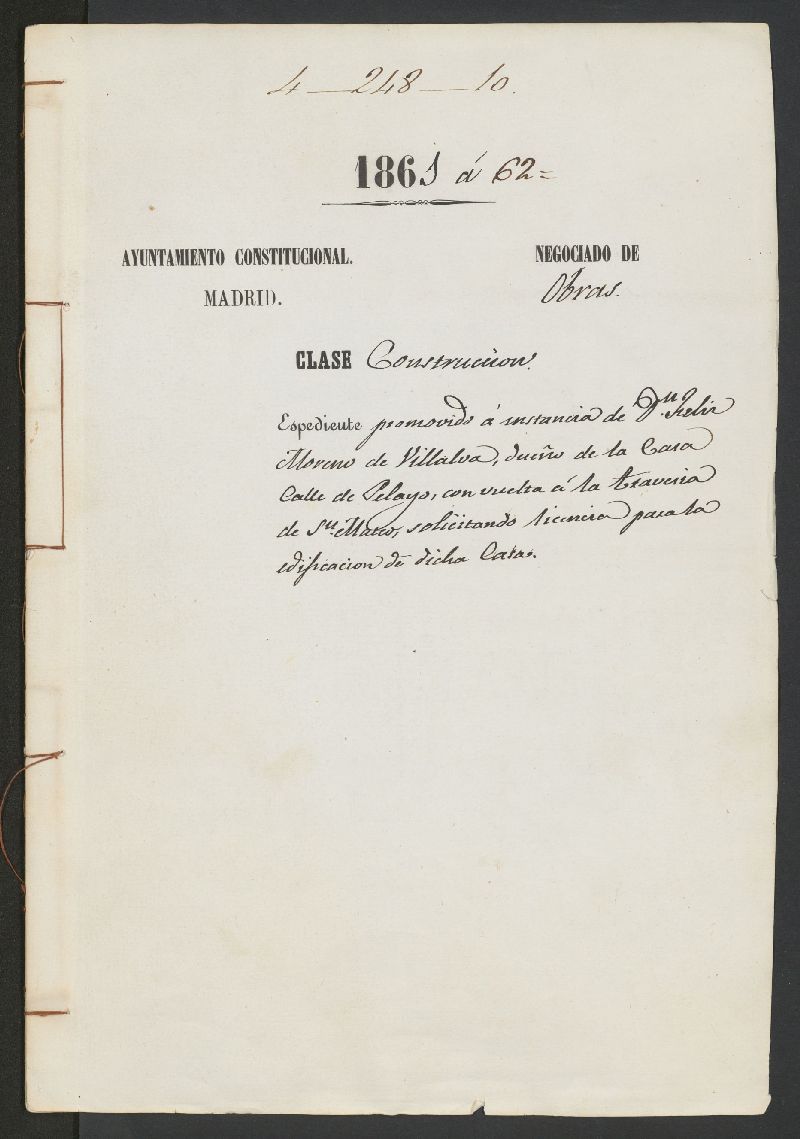 4—248—10.
1861 á 62=
AYUNTAMIENTO CONSTITUCIONAL.
MADRID.
NEGOCIADO DE
Obras.
CLASE Construccion.
Espediente promovido á instancia de Dn. Felix
Moreno de Villalva, dueño de la Casa
Calle de Pelayo, con vuelta á la travesia
de Sn. Mateo, solicitando licencia para la
edificacion de dicha Casa.